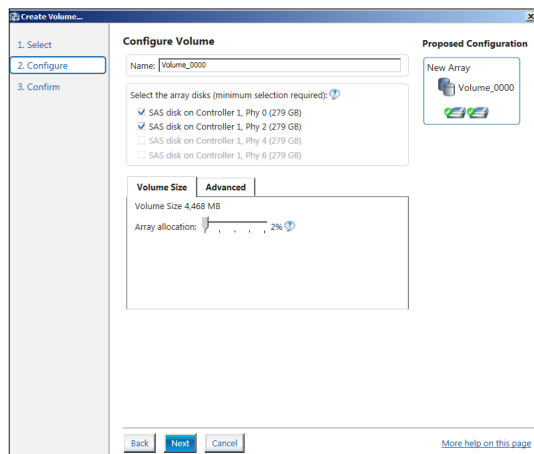 Create Volume...
1. Select
2. Configure
3. Confirm
Configure Volume
Name: Volume_0000
Select the array disks (minimum selection required):
SAS disk on Controller 1, Phy 0 (279 GB)
SAS disk on Controller 1, Phy 2 (279 GB)
SAS disk on Controller 1, Phy 4 (279 GB)
SAS disk on Controller 1, Phy 6 (279 GB)
Volume Size Advanced
Volume Size 4,468 MB
Array allocation: 2%
Proposed Configuration
New Array
Volume_0000
Back Next Cancel
More help on this page